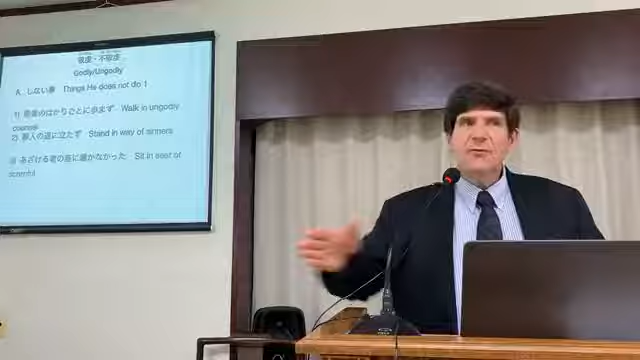 敬虔・不敬虔
Godly/Ungodly
A．しない事 Things He does not do 1
1) 悪者のはかりごとに歩まず Walk in ungodly
counsel
2) 罪人の道に立たず Stand in way of sinners
3) あざける者の座に着かなかった Sit in seat of
scornful